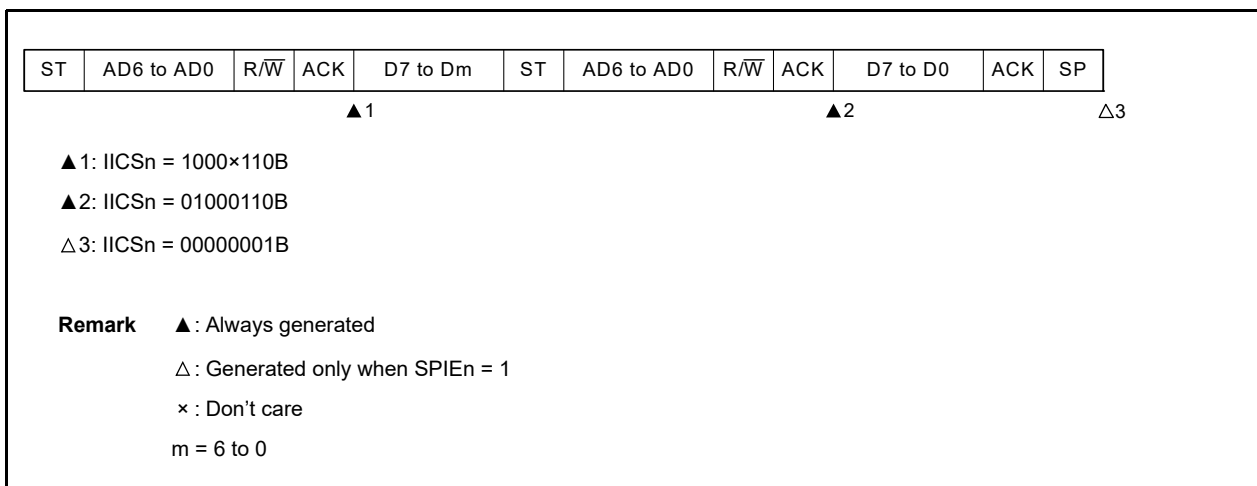 ST AD6 to AD0 R/W̅ ACK D7 to Dm ST AD6 to AD0 R/W̅ ACK D7 to D0 ACK SP
▲1 ▲2 △3
▲1: IICSn = 1000×110B
▲2: IICSn = 01000110B
△3: IICSn = 00000001B
Remark ▲: Always generated
△: Generated only when SPIEn = 1
×: Don't care
m = 6 to 0